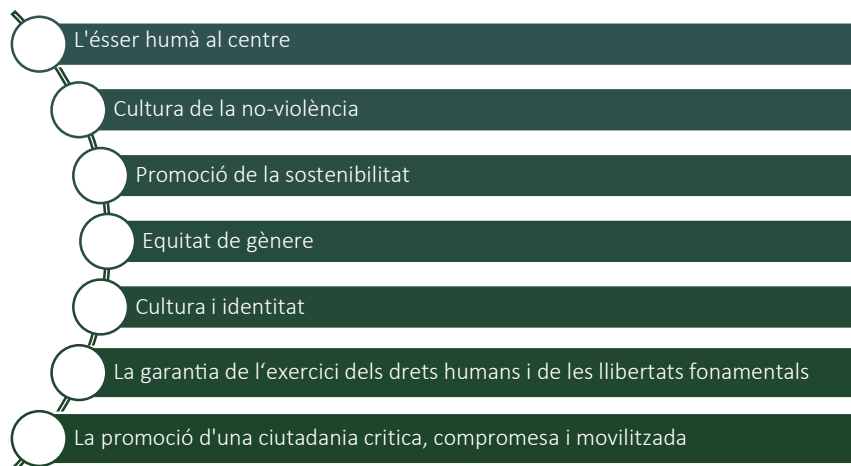 L'ésser humà al centre
Cultura de la no-violència
Promoció de la sostenibilitat
Equitat de gènere
Cultura i identitat
La garantia de l‘exercici dels drets humans i de les llibertats fonamentals
La promoció d'una ciutadania critica, compromesa i movilitzada